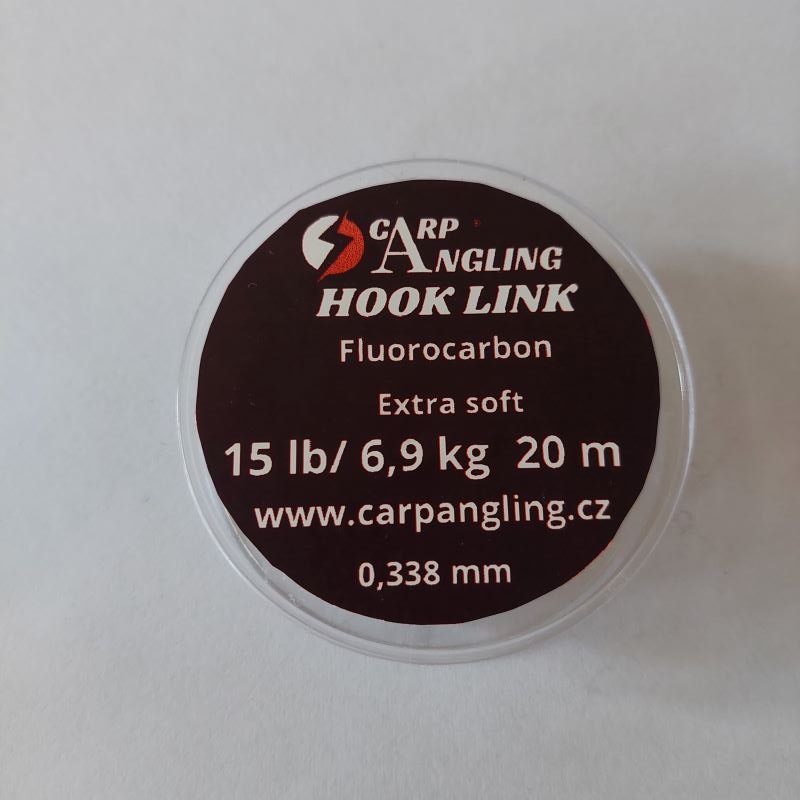 CARP
ANGLING
HOOK LINK
Fluorocarbon
Extra soft
15 lb/ 6,9 kg 20 m
www.carpangling.cz
0,338 mm